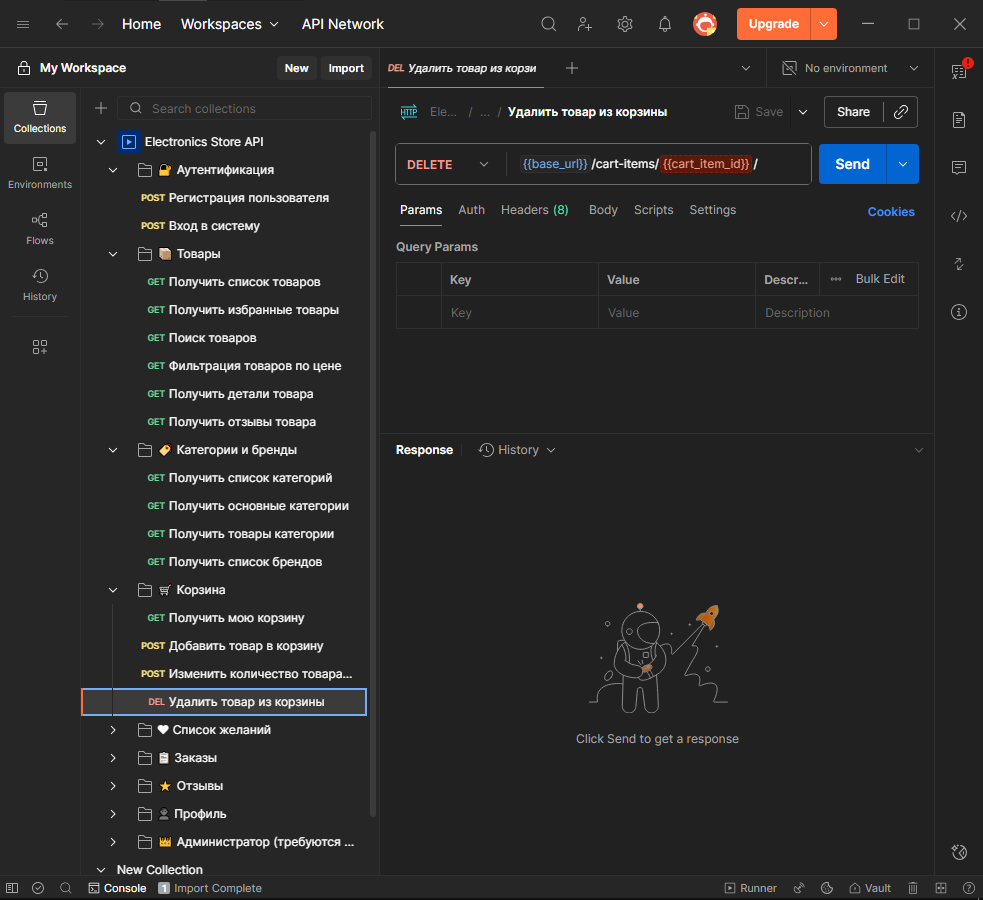 Home Workspaces API Network Upgrade
My Workspace New Import
DEL Удалить товар из корзи No environment
Collections
Environments
Flows
History
Search collections
Electronics Store API
Аутентификация
POST Регистрация пользователя
POST Вход в систему
Товары
GET Получить список товаров
GET Получить избранные товары
GET Поиск товаров
GET Фильтрация товаров по цене
GET Получить детали товара
GET Получить отзывы товара
Категории и бренды
GET Получить список категорий
GET Получить основные категории
GET Получить товары категории
GET Получить список брендов
Корзина
GET Получить мою корзину
POST Добавить товар в корзину
POST Изменить количество товара...
DEL Удалить товар из корзины
Список желаний
Заказы
Отзывы
Профиль
Администратор (требуются ...
New Collection
HTTP Ele... / ... / Удалить товар из корзины Save Share
DELETE {{base_url}} /cart-items/ {{cart_item_id}} / Send
Params Auth Headers (8) Body Scripts Settings Cookies
Query Params
Key Value Descr... Bulk Edit
Key Value Description
Response History
Click Send to get a response
Console 1 Import Complete Runner Vault